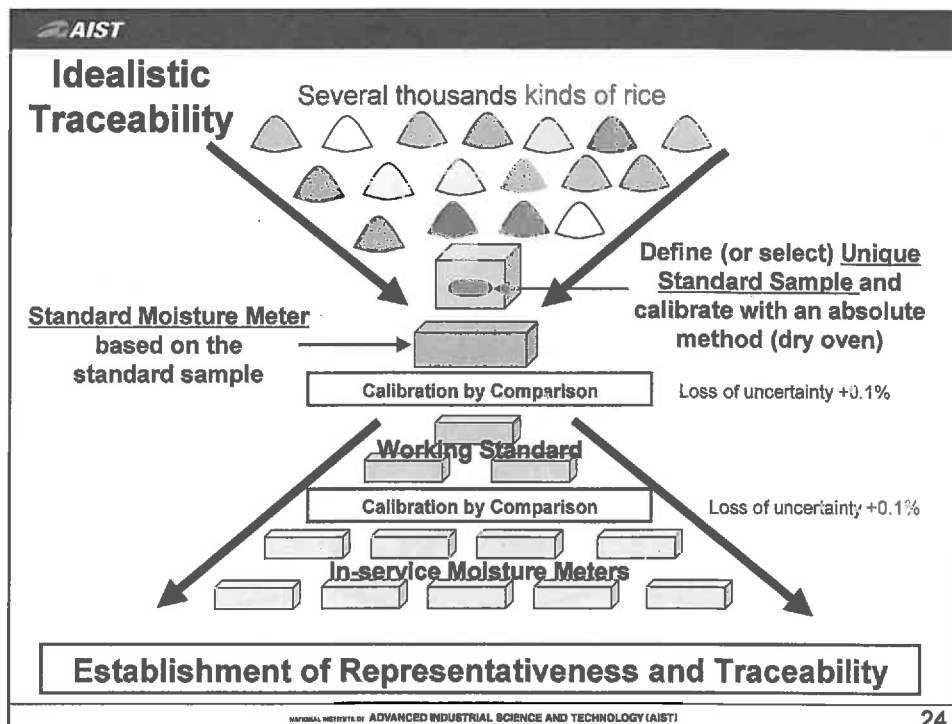 AIST
Idealistic
Traceability
Several thousands kinds of rice
Define (or select) Unique
Standard Sample and
calibrate with an absolute
method (dry oven)
Standard Moisture Meter
based on the
standard sample
Calibration by Comparison
Loss of uncertainty +0.1%
Working Standard
Calibration by Comparison
Loss of uncertainty +0.1%
In-service Moisture Meters
Establishment of Representativeness and Traceability
NATIONAL INSTITUTE OF ADVANCED INDUSTRIAL SCIENCE AND TECHNOLOGY (AIST)
24